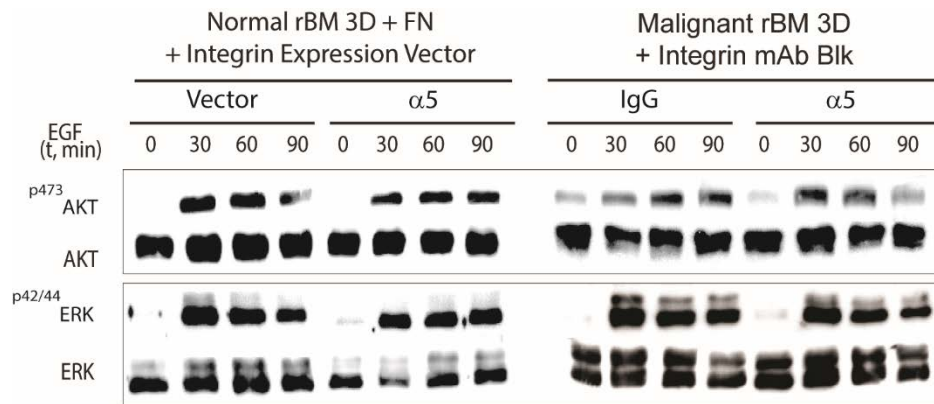 Normal rBM 3D + FN
+ Integrin Expression Vector
Malignant rBM 3D
+ Integrin mAb Blk
Vector α5 IgG α5
EGF
(t, min) 0 30 60 90 0 30 60 90 0 30 60 90 0 30 60 90
p473
AKT
AKT
p42/44
ERK
ERK